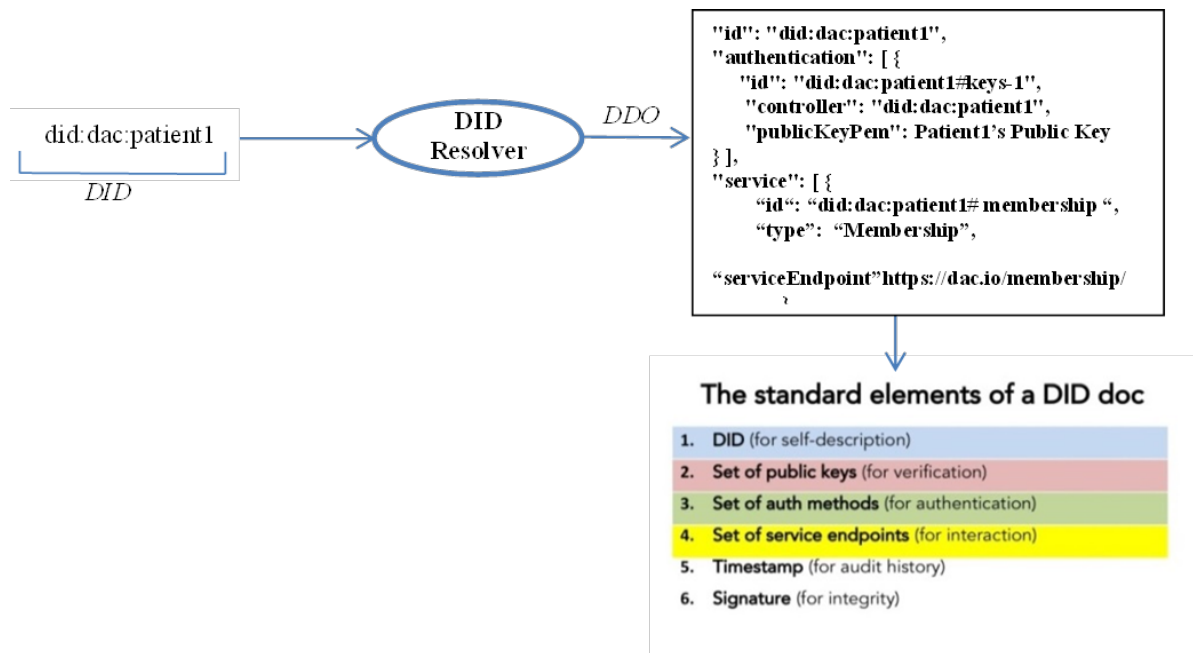 did:dac:patient1
DID
DID
Resolver
DDO
"id": "did:dac:patient1",
"authentication": [ {
"id": "did:dac:patient1#keys-1",
"controller": "did:dac:patient1",
"publicKeyPem": Patient1’s Public Key
} ],
"service": [ {
“id“: “did:dac:patient1# membership “,
“type”: “Membership”,
“serviceEndpoint”https://dac.io/membership/
}
The standard elements of a DID doc
1. DID (for self-description)
2. Set of public keys (for verification)
3. Set of auth methods (for authentication)
4. Set of service endpoints (for interaction)
5. Timestamp (for audit history)
6. Signature (for integrity)